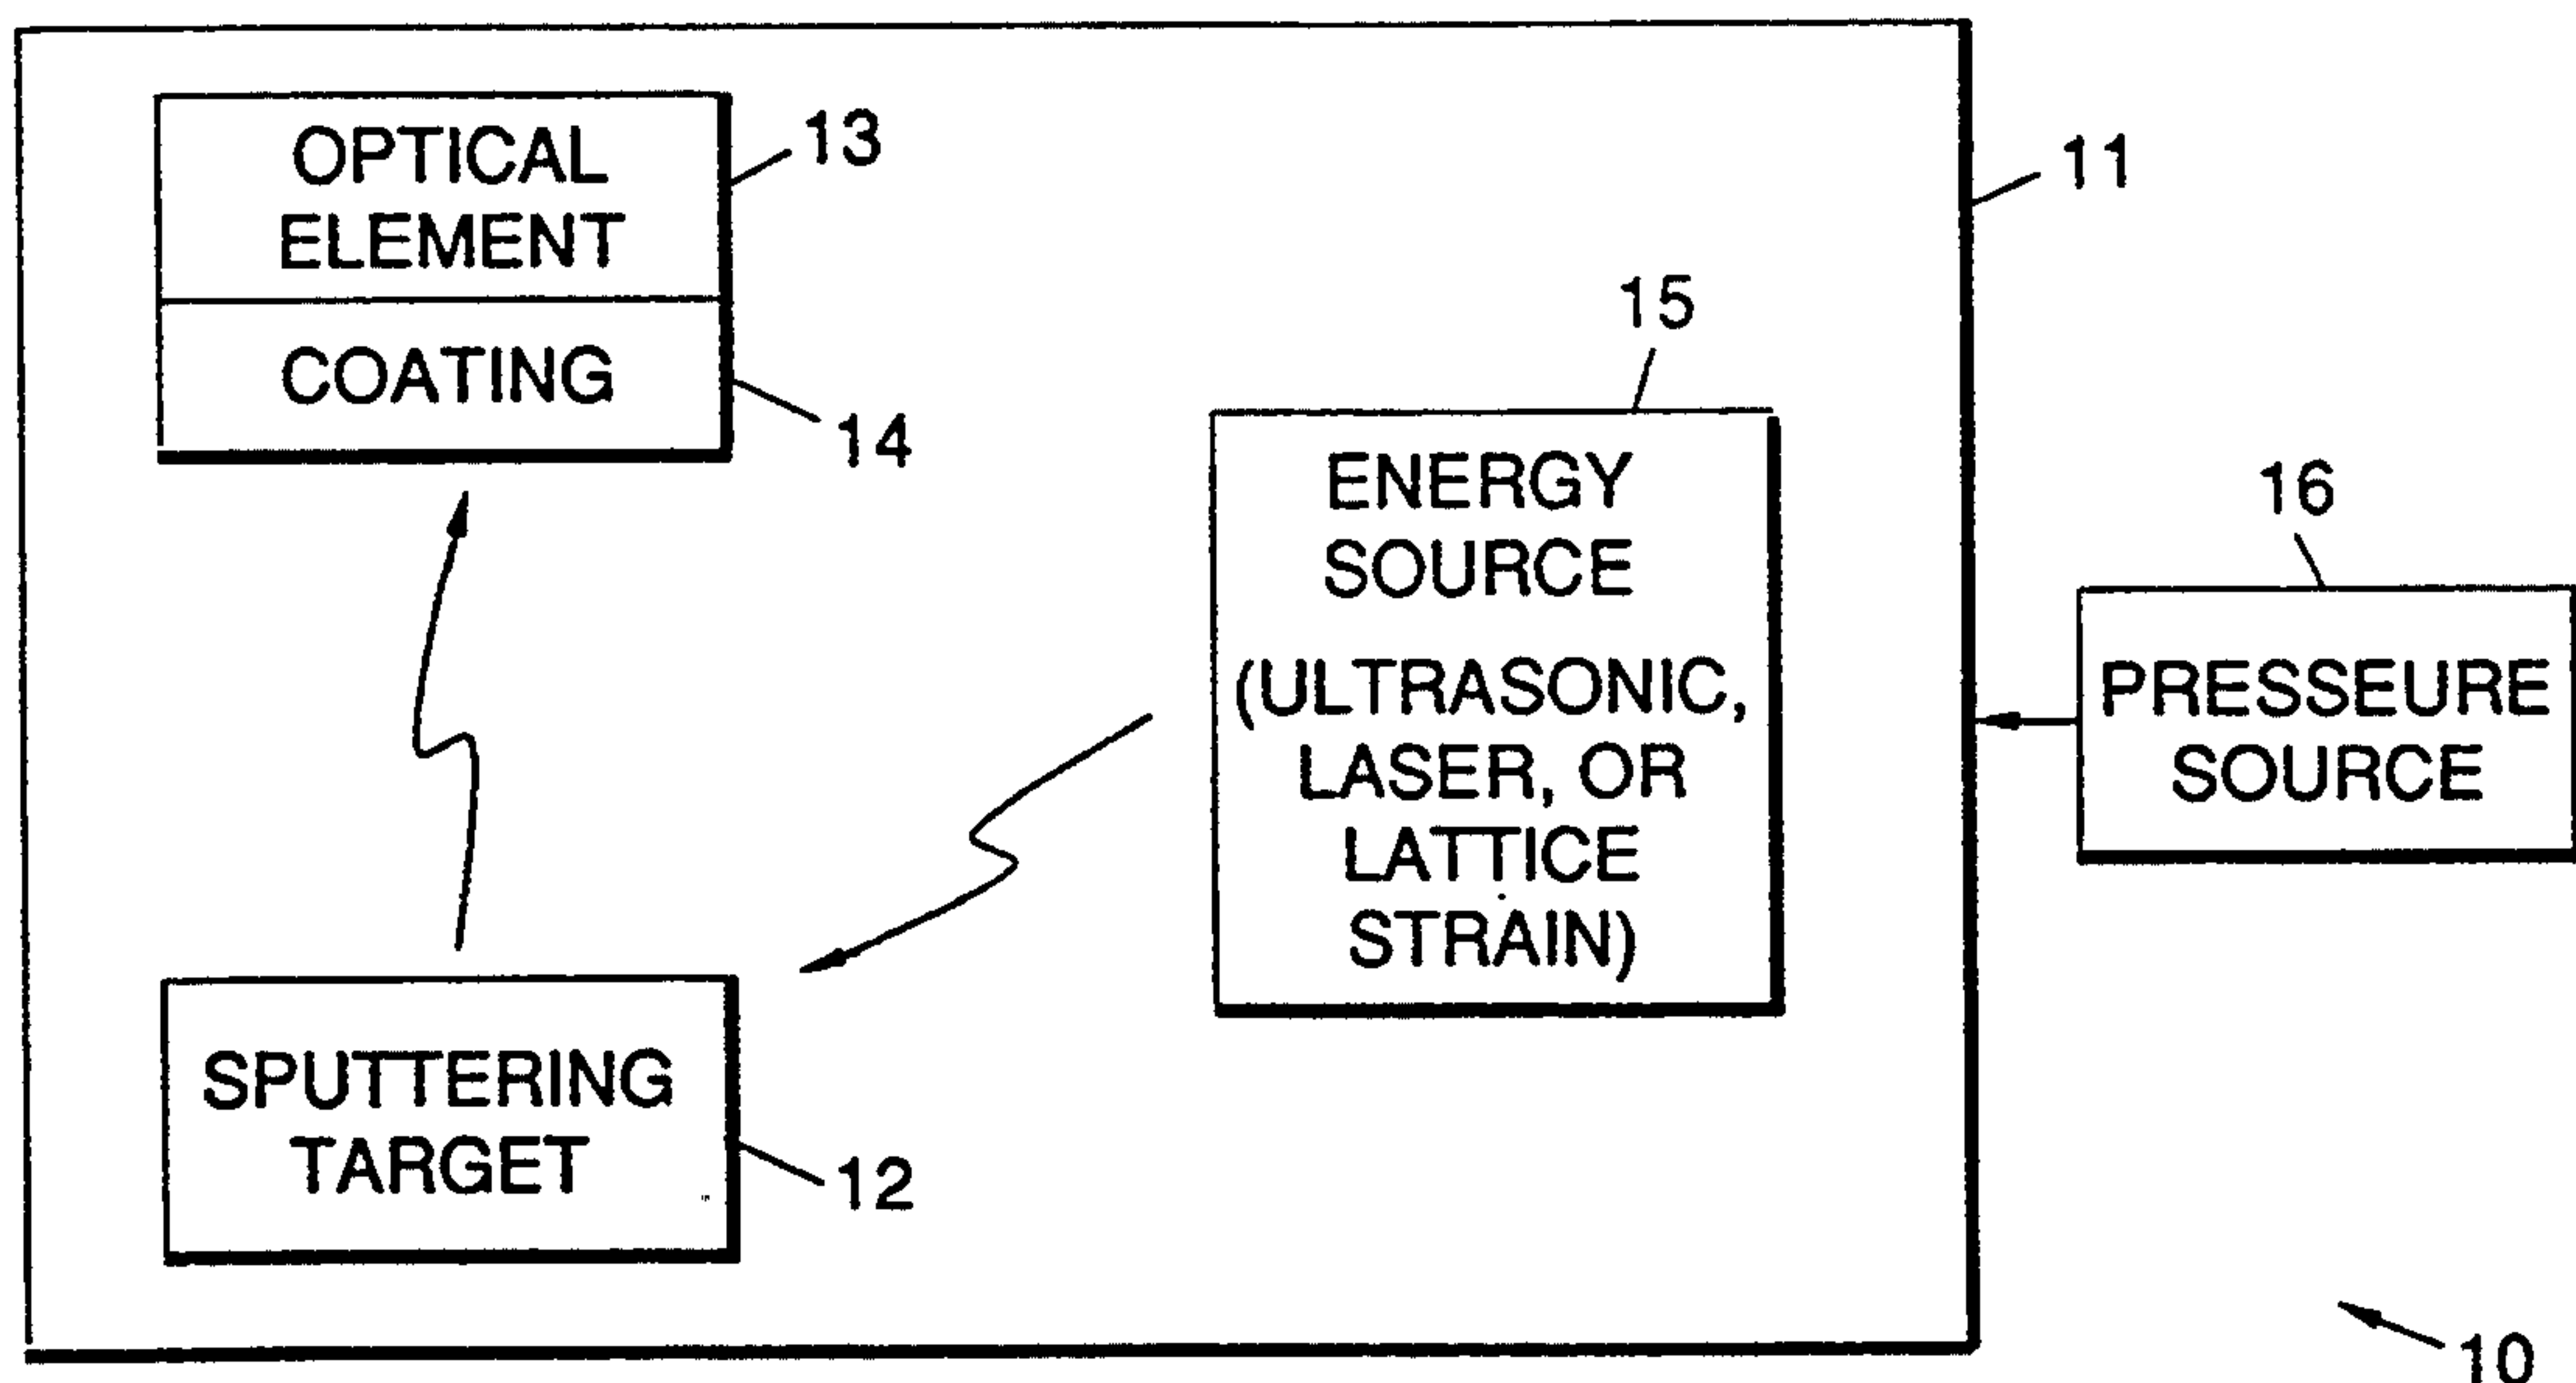 OPTICAL
ELEMENT
13
COATING
14
11
15
ENERGY
SOURCE
(ULTRASONIC,
LASER, OR
LATTICE
STRAIN)
16
PRESSEURE
SOURCE
SPUTTERING
TARGET
12
10